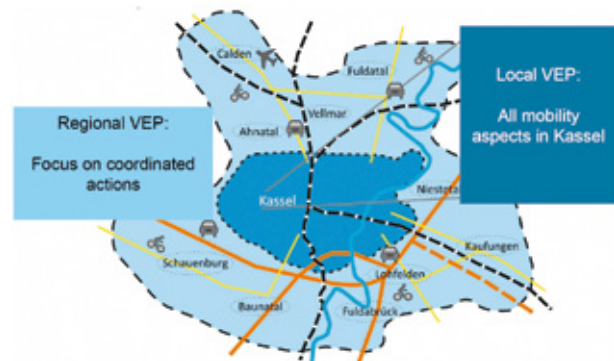 Calden
Fuldatal
Vellmar
Ahnatal
Regional VEP:
Focus on coordinated
actions
Local VEP:
All mobility
aspects in Kassel
Kassel
Niesteta
Kaufungen
Schauenburg
Lohfelden
Baunatal
Fuldabrück